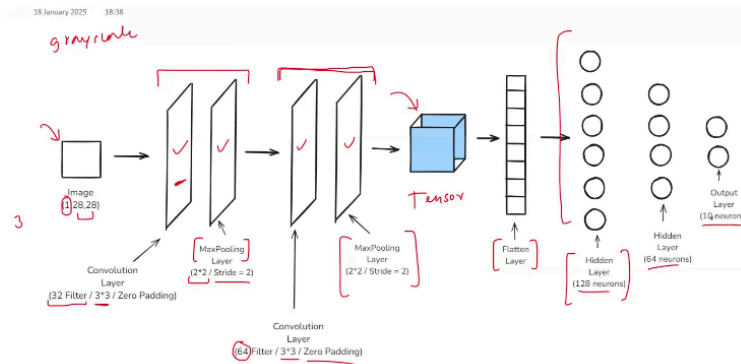 18 January 2025 18:38
grayscale
Image
(1,28,28)
3
Convolution
Layer
(32 Filter / 3*3 / Zero Padding)
MaxPooling
Layer
(2*2 / Stride = 2)
Convolution
Layer
(64 Filter / 3*3 / Zero Padding)
MaxPooling
Layer
(2*2 / Stride = 2)
Tensor
Flatten
Layer
Hidden
Layer
(128 neurons)
Hidden
Layer
(64 neurons)
Output
Layer
(10 neuron